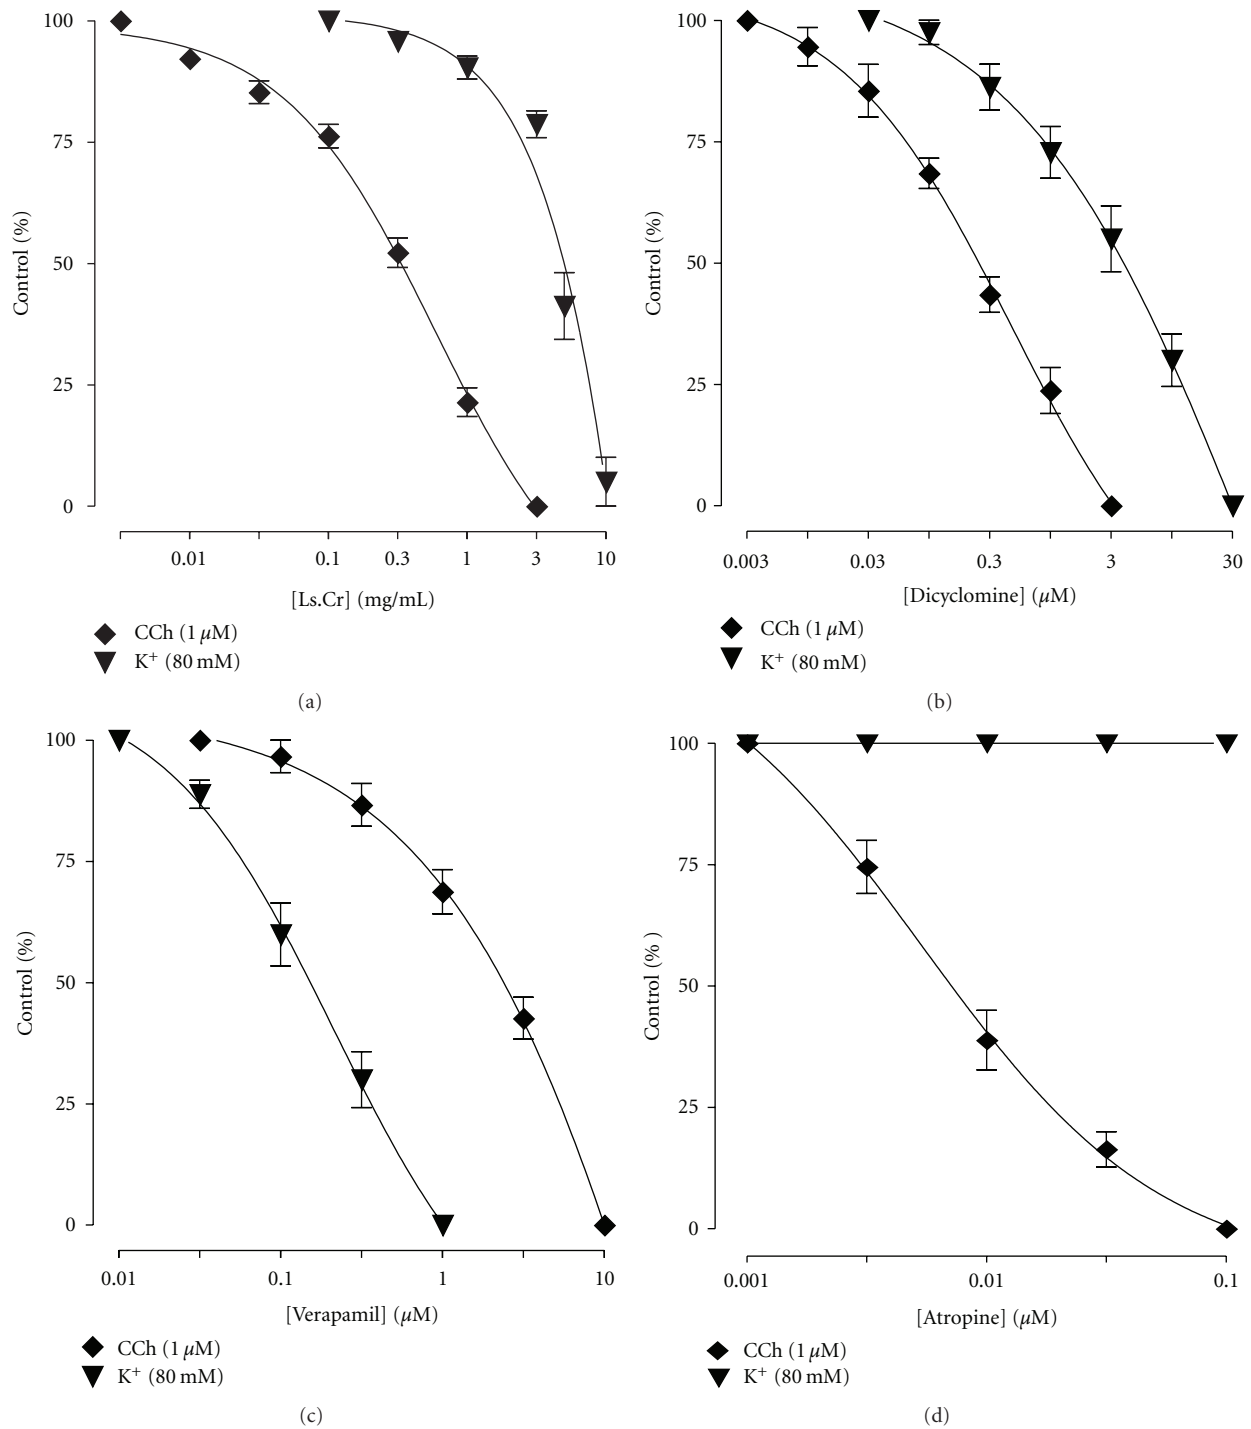 100
75
50
25
0
Control (%)
0.01 0.1 0.3 1 3 10
[Ls.Cr] (mg/mL)
CCh (1 μM)
K+ (80 mM)
(a)
100
75
50
25
0
Control (%)
0.003 0.03 0.3 3 30
[Dicyclomine] (μM)
CCh (1 μM)
K+ (80 mM)
(b)
100
75
50
25
0
Control (%)
0.01 0.1 1 10
[Verapamil] (μM)
CCh (1 μM)
K+ (80 mM)
(c)
100
75
50
25
0
Control (% )
0.001 0.01 0.1
[Atropine] (μM)
CCh (1 μM)
K+ (80 mM)
(d)